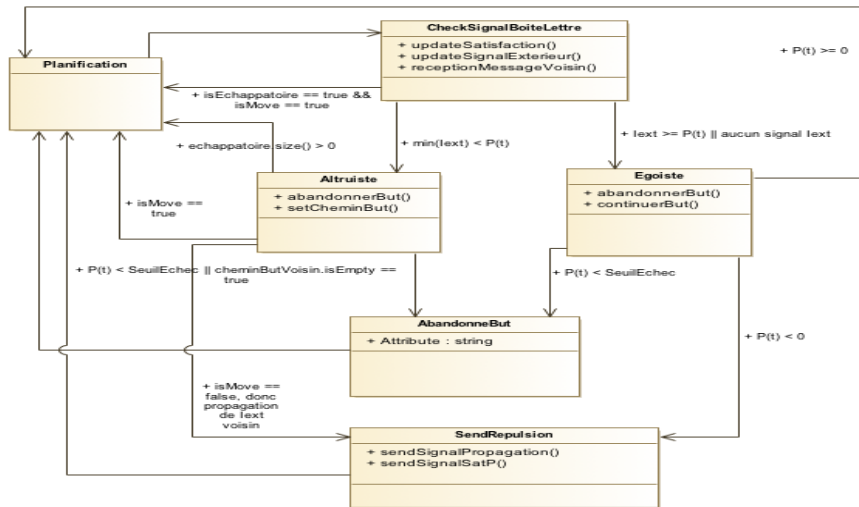 CheckSignalBoiteLettre
+ updateSatisfaction()
+ updateSignalExterieur()
+ receptionMessageVoisin()
+ P(t) >= 0
Planification
+ isEchappatoire == true &&
isMove == true
+ echappatoire.size() > 0
+ min(Iext) < P(t)
+ Iext >= P(t) || aucun signal Iext
Altruiste
+ abandonnerBut()
+ setCheminBut()
Egoiste
+ abandonnerBut()
+ continuerBut()
+ isMove ==
true
+ P(t) < SeuilEchec || cheminButVoisin.isEmpty ==
true
+ P(t) < SeuilEchec
AbandonneBut
+ Attribute : string
+ P(t) < 0
+ isMove ==
false, donc
propagation
de Iext
voisin
SendRepulsion
+ sendSignalPropagation()
+ sendSignalSatP()